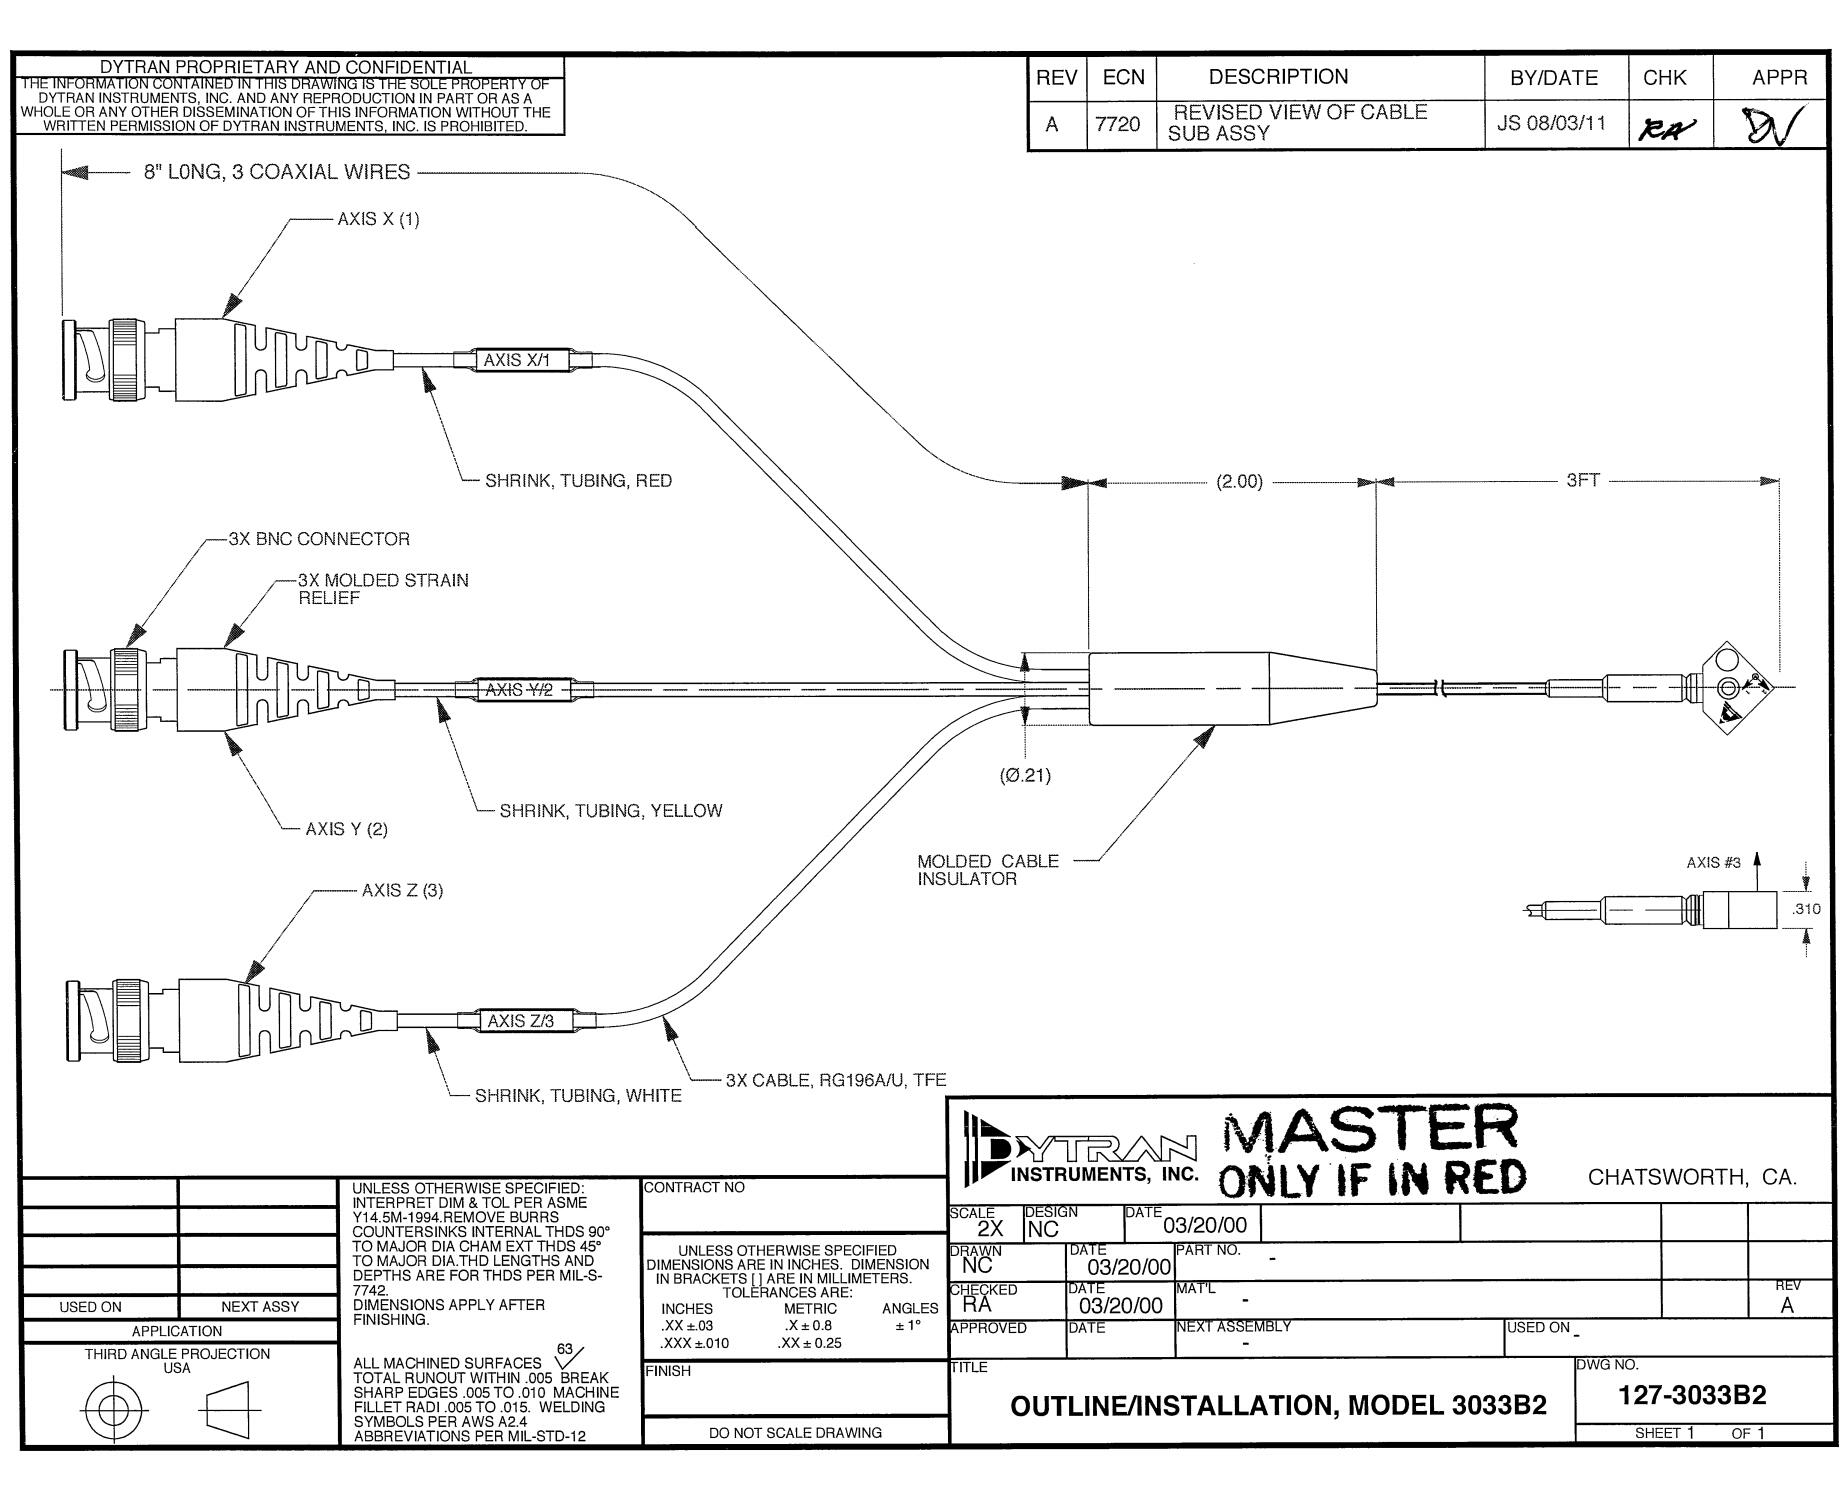 DYTRAN PROPRIETARY AND CONFIDENTIAL
THE INFORMATION CONTAINED IN THIS DRAWING IS THE SOLE PROPERTY OF
DYTRAN INSTRUMENTS, INC. AND ANY REPRODUCTION IN PART OR AS A
WHOLE OR ANY OTHER DISSEMINATION OF THIS INFORMATION WITHOUT THE
WRITTEN PERMISSION OF DYTRAN INSTRUMENTS, INC. IS PROHIBITED.
REV ECN DESCRIPTION BY/DATE CHK APPR
A 7720 REVISED VIEW OF CABLE
SUB ASSY JS 08/03/11 RA DV
8" LONG, 3 COAXIAL WIRES
AXIS X (1)
AXIS X/1
SHRINK, TUBING, RED
(2.00)
3FT
3X BNC CONNECTOR
3X MOLDED STRAIN
RELIEF
AXIS Y/2
(Ø.21)
SHRINK, TUBING, YELLOW
AXIS Y (2)
MOLDED CABLE
INSULATOR
AXIS #3
.310
AXIS Z (3)
AXIS Z/3
3X CABLE, RG196A/U, TFE
SHRINK, TUBING, WHITE
USED ON NEXT ASSY
APPLICATION
THIRD ANGLE PROJECTION
USA
UNLESS OTHERWISE SPECIFIED:
INTERPRET DIM & TOL PER ASME
Y14.5M-1994.REMOVE BURRS
COUNTERSINKS INTERNAL THDS 90°
TO MAJOR DIA CHAM EXT THDS 45°
TO MAJOR DIA.THD LENGTHS AND
DEPTHS ARE FOR THDS PER MIL-S-
7742.
DIMENSIONS APPLY AFTER
FINISHING.
63
ALL MACHINED SURFACES
TOTAL RUNOUT WITHIN .005 BREAK
SHARP EDGES .005 TO .010 MACHINE
FILLET RADI .005 TO .015. WELDING
SYMBOLS PER AWS A2.4
ABBREVIATIONS PER MIL-STD-12
CONTRACT NO
UNLESS OTHERWISE SPECIFIED
DIMENSIONS ARE IN INCHES. DIMENSION
IN BRACKETS [ ] ARE IN MILLIMETERS.
TOLERANCES ARE:
INCHES METRIC ANGLES
.XX ±.03 .X ± 0.8 ± 1°
.XXX ±.010 .XX ± 0.25
FINISH
DO NOT SCALE DRAWING
DYTRAN
INSTRUMENTS, INC.
MASTER
ONLY IF IN RED
CHATSWORTH, CA.
SCALE 2X DESIGN NC DATE 03/20/00
DRAWN NC DATE 03/20/00 PART NO. -
CHECKED RA DATE 03/20/00 MAT'L - REV A
APPROVED DATE NEXT ASSEMBLY - USED ON -
TITLE
OUTLINE/INSTALLATION, MODEL 3033B2
DWG NO.
127-3033B2
SHEET 1 OF 1